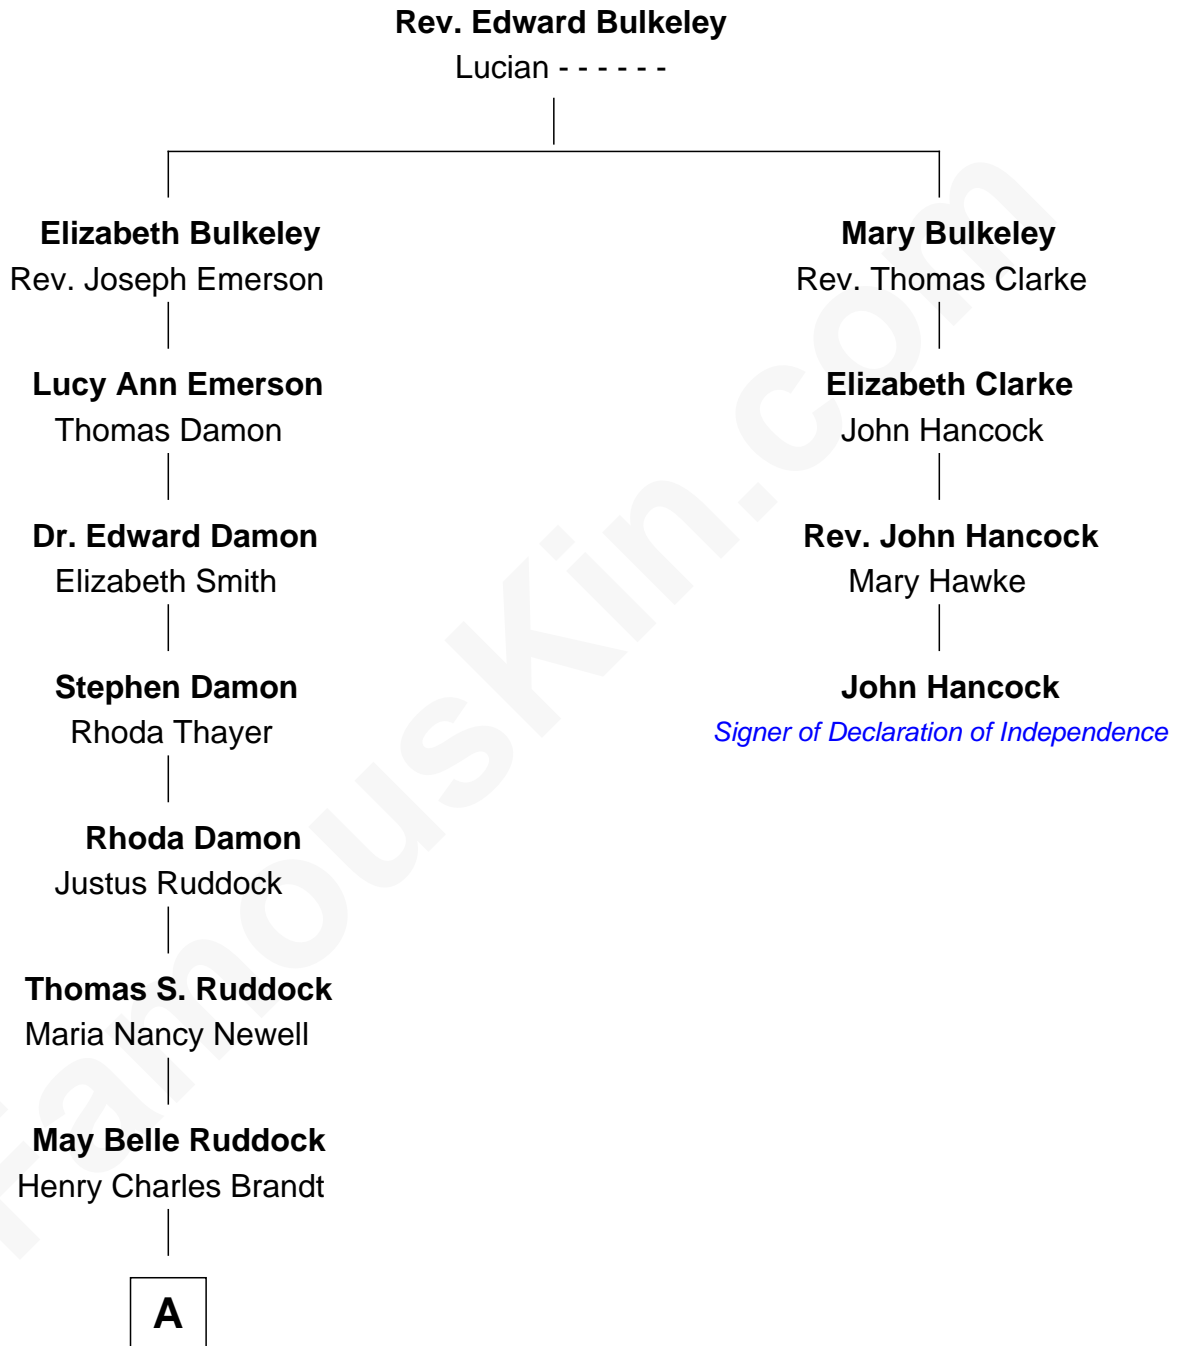 Rev. Edward Bulkeley
Lucian - - - - - -
Elizabeth Bulkeley
Rev. Joseph Emerson
Mary Bulkeley
Rev. Thomas Clarke
Lucy Ann Emerson
Thomas Damon
Elizabeth Clarke
John Hancock
Dr. Edward Damon
Elizabeth Smith
Rev. John Hancock
Mary Hawke
Stephen Damon
Rhoda Thayer
John Hancock
Signer of Declaration of Independence
Rhoda Damon
Justus Ruddock
Thomas S. Ruddock
Maria Nancy Newell
May Belle Ruddock
Henry Charles Brandt
A
FamousKin.com